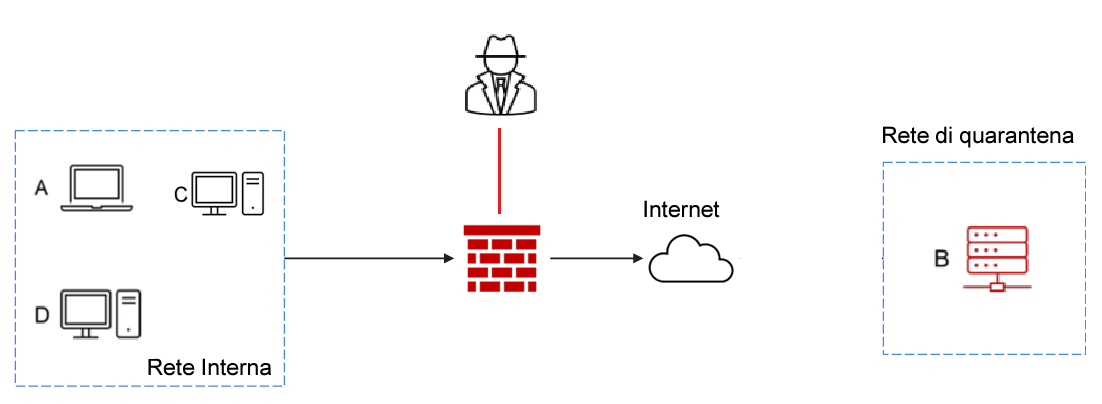 Rete di quarantena
A
C
Internet
B
D
Rete Interna